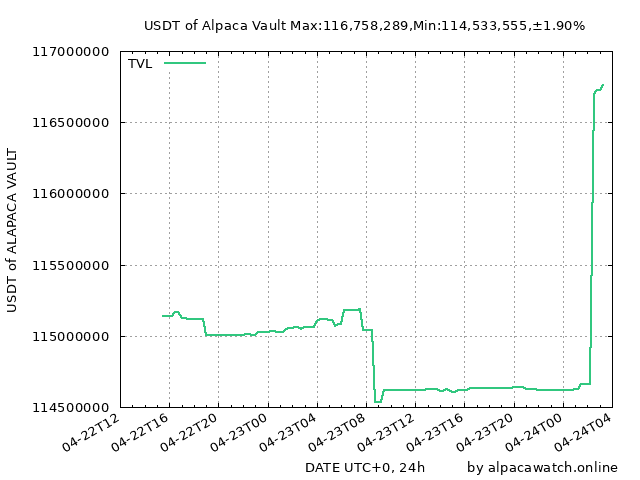 USDT of Alpaca Vault Max:116,758,289,Min:114,533,555,±1.90%
TVL
117000000
116500000
116000000
115500000
115000000
114500000
USDT of ALAPACA VAULT
04-22T12
04-22T16
04-22T20
04-23T00
04-23T04
04-23T08
04-23T12
04-23T16
04-23T20
04-24T00
04-24T04
DATE UTC+0, 24h
by alpacawatch.online